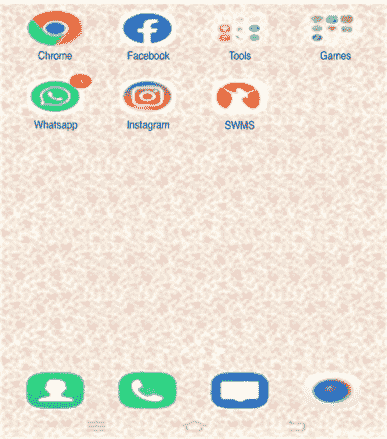 Chrome
Facebook
Tools
Games
Whatsapp
Instagram
SWMS